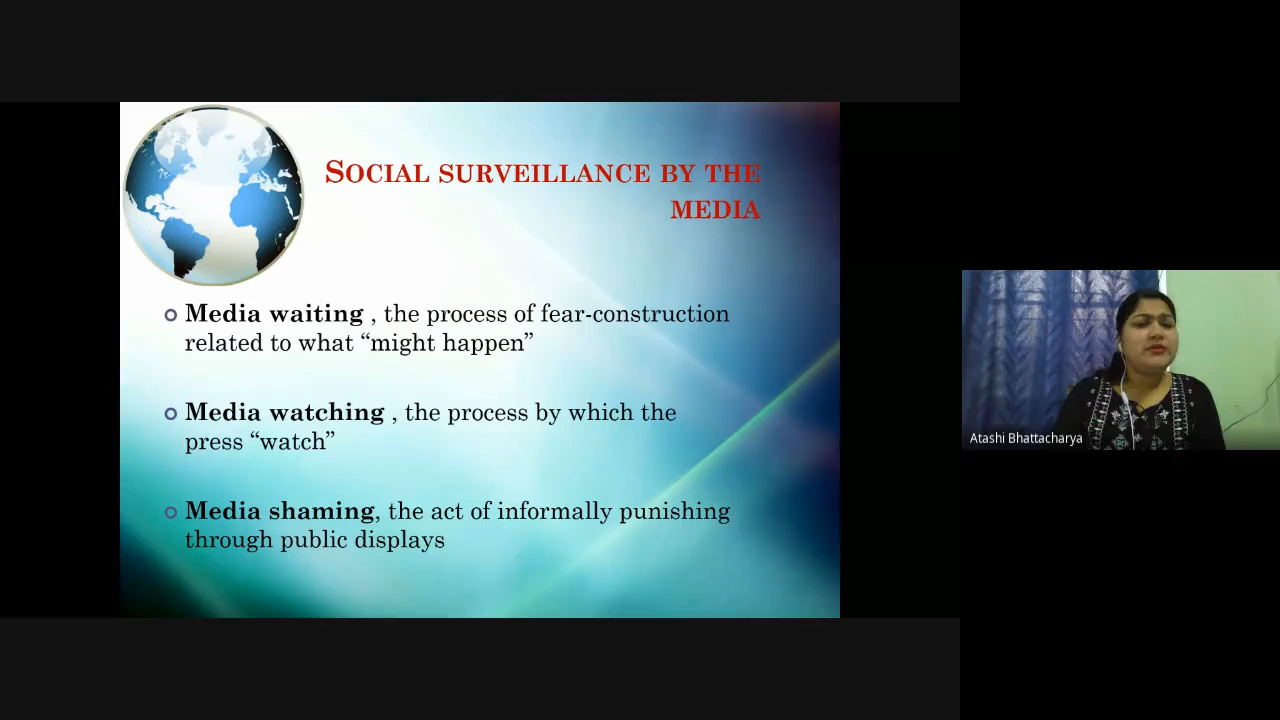 SOCIAL SURVEILLANCE BY THE
MEDIA
Media waiting , the process of fear-construction
related to what “might happen”
Media watching , the process by which the
press “watch”
Media shaming, the act of informally punishing
through public displays
Atashi Bhattacharya